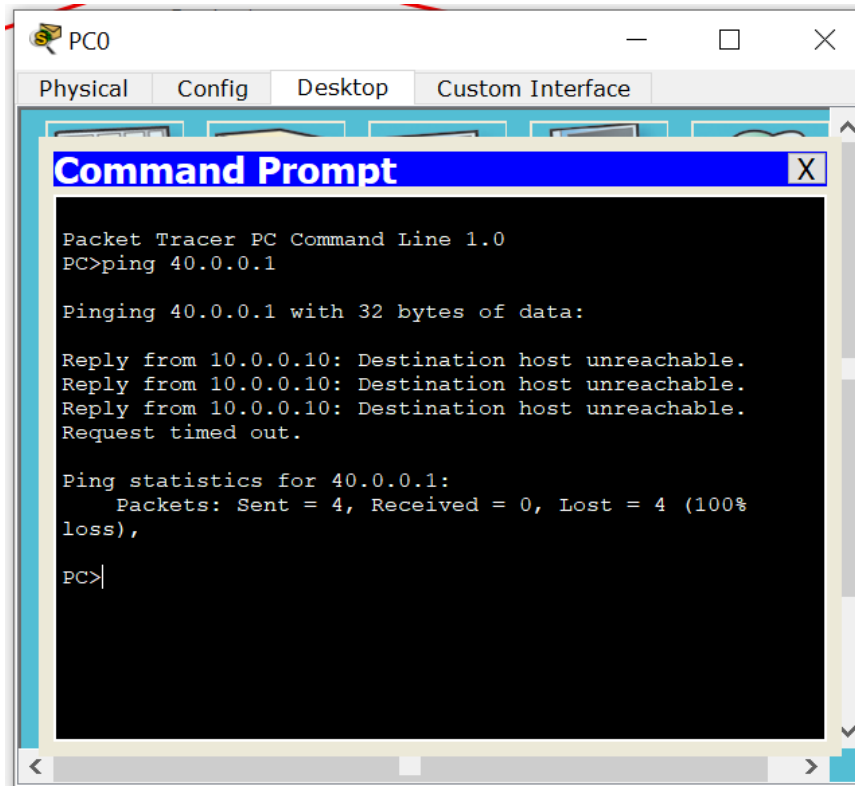 PC0
Physical Config Desktop Custom Interface
Command Prompt
X
Packet Tracer PC Command Line 1.0
PC>ping 40.0.0.1
Pinging 40.0.0.1 with 32 bytes of data:
Reply from 10.0.0.10: Destination host unreachable.
Reply from 10.0.0.10: Destination host unreachable.
Reply from 10.0.0.10: Destination host unreachable.
Request timed out.
Ping statistics for 40.0.0.1:
Packets: Sent = 4, Received = 0, Lost = 4 (100%
loss),
PC>